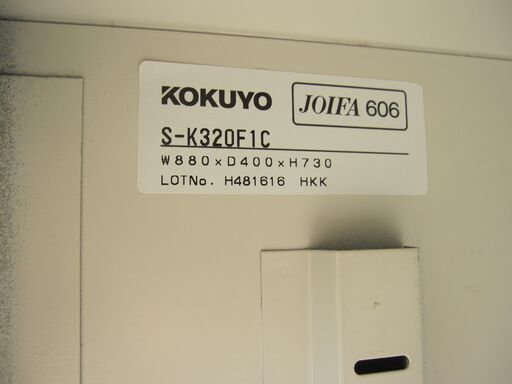 KOKUYO
JOIFA 606
S-K320F1C
W880×D400×H730
LOTNo. H481616 HKK